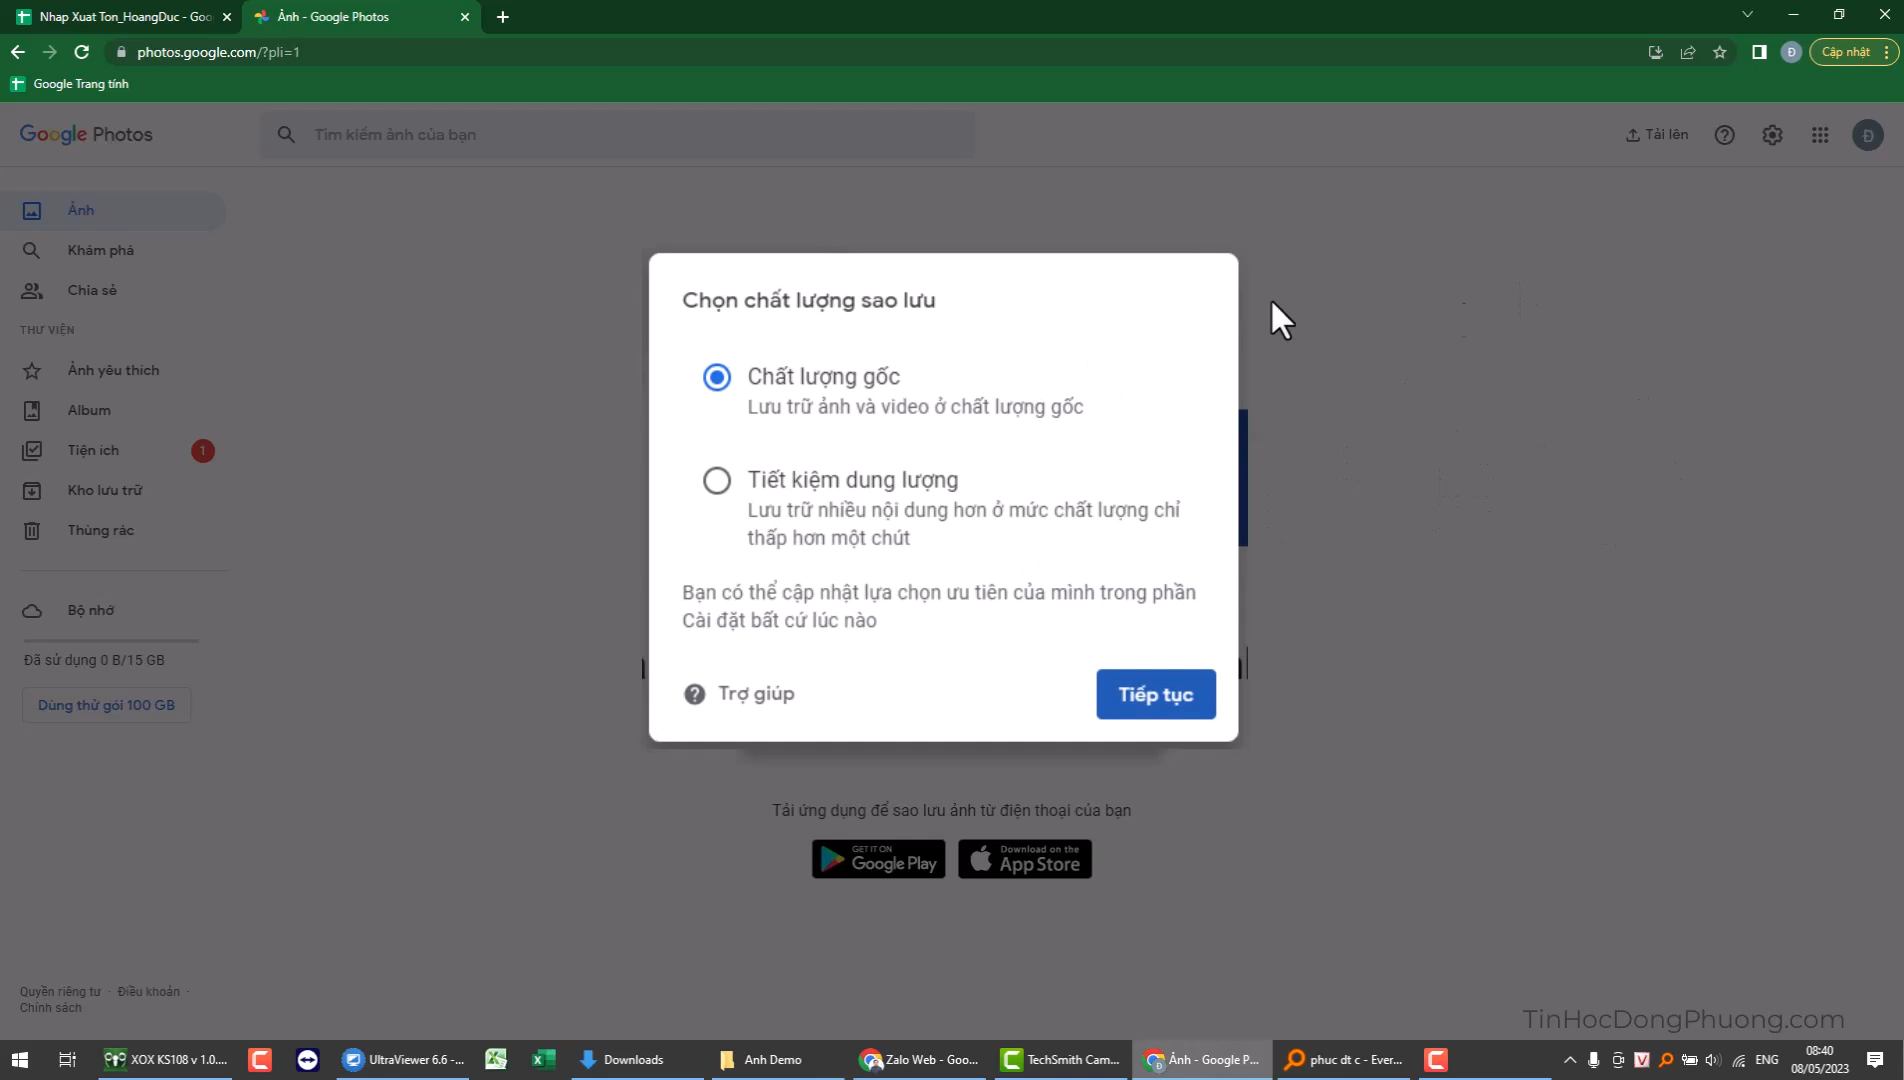 Nhap Xuat Ton_HoangDuc - Goo
Ảnh - Google Photos
photos.google.com/?pli=1
Đ
Cập nhật
Google Trang tính
Google Photos
Tìm kiếm ảnh của bạn
Tải lên
Đ
Ảnh
Khám phá
Chia sẻ
THƯ VIỆN
Ảnh yêu thích
Album
Tiện ích
1
Kho lưu trữ
Thùng rác
Bộ nhớ
Đã sử dụng 0 B/15 GB
Dùng thử gói 100 GB
Chọn chất lượng sao lưu
Chất lượng gốc
Lưu trữ ảnh và video ở chất lượng gốc
Tiết kiệm dung lượng
Lưu trữ nhiều nội dung hơn ở mức chất lượng chỉ
thấp hơn một chút
Bạn có thể cập nhật lựa chọn ưu tiên của mình trong phần
Cài đặt bất cứ lúc nào
Trợ giúp
Tiếp tục
Tải ứng dụng để sao lưu ảnh từ điện thoại của bạn
GET IT ON
Google Play
Download on the
App Store
Quyền riêng tư · Điều khoản ·
Chính sách
TinHocDongPhuong.com
XOX KS108 v 1.0....
UltraViewer 6.6 -...
Downloads
Anh Demo
Zalo Web - Goo...
TechSmith Cam...
Ảnh - Google P...
phuc dt c - Ever...
ENG
08:40
08/05/2023